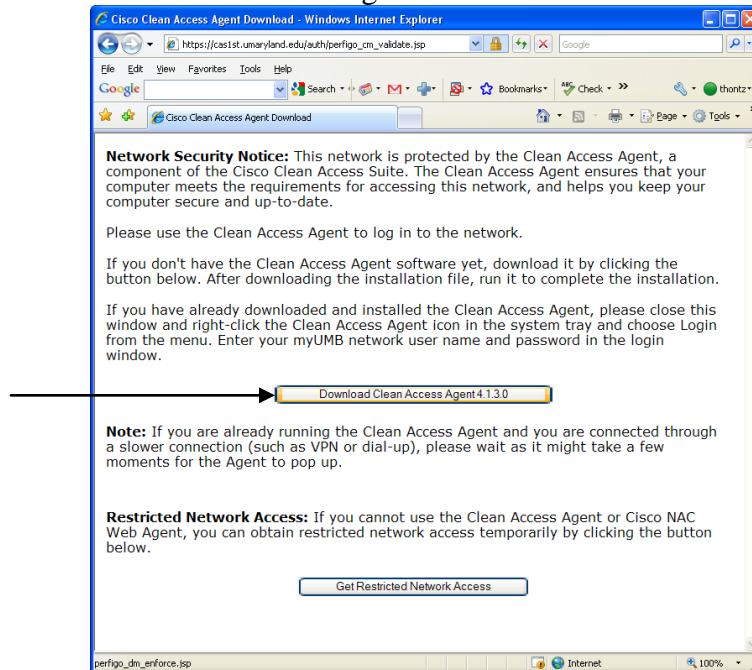 Cisco Clean Access Agent Download - Windows Internet Explorer
https://cas1st.umaryland.edu/auth/perfigo_cm_validate.jsp
Google
File Edit View Favorites Tools Help
Google Search Bookmarks Check thontz
Cisco Clean Access Agent Download Page Tools
Network Security Notice: This network is protected by the Clean Access Agent, a
component of the Cisco Clean Access Suite. The Clean Access Agent ensures that your
computer meets the requirements for accessing this network, and helps you keep your
computer secure and up-to-date.
Please use the Clean Access Agent to log in to the network.
If you don't have the Clean Access Agent software yet, download it by clicking the
button below. After downloading the installation file, run it to complete the installation.
If you have already downloaded and installed the Clean Access Agent, please close this
window and right-click the Clean Access Agent icon in the system tray and choose Login
from the menu. Enter your myUMB network user name and password in the login
window.
Download Clean Access Agent 4.1.3.0
Note: If you are already running the Clean Access Agent and you are connected through
a slower connection (such as VPN or dial-up), please wait as it might take a few
moments for the Agent to pop up.
Restricted Network Access: If you cannot use the Clean Access Agent or Cisco NAC
Web Agent, you can obtain restricted network access temporarily by clicking the button
below.
Get Restricted Network Access
perfigo_dm_enforce.jsp Internet 100%